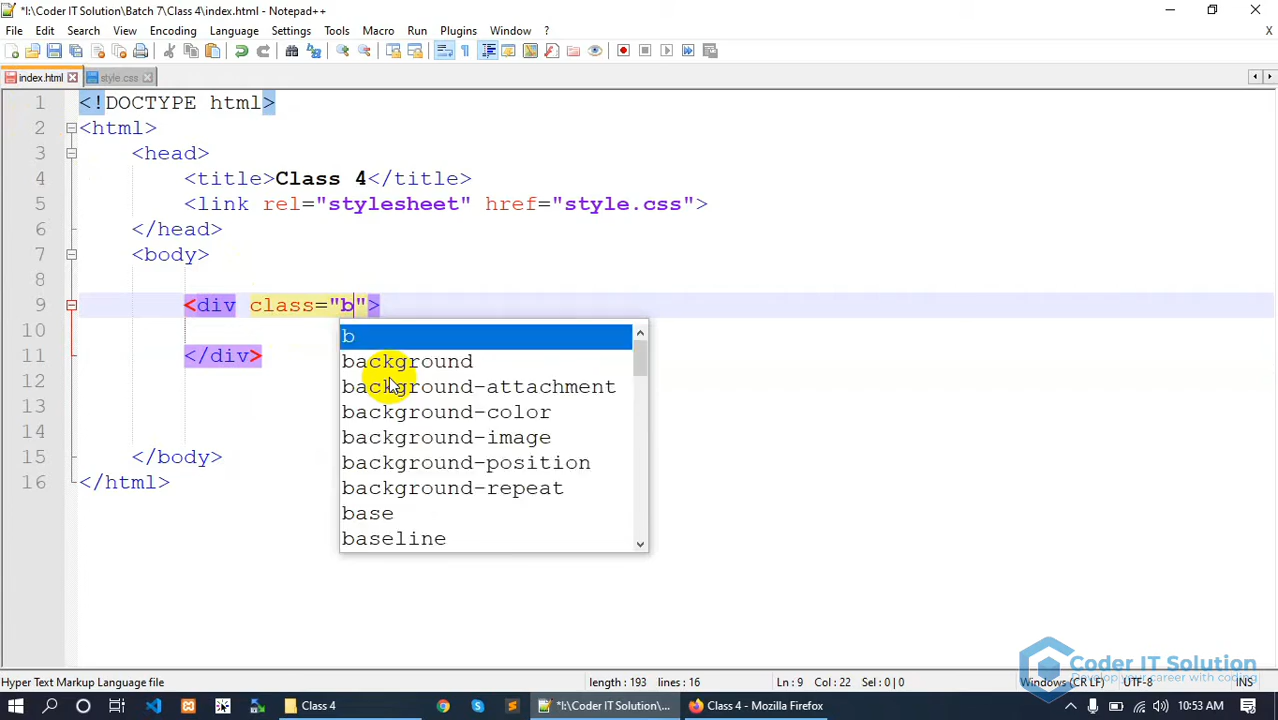 *I:\Coder IT Solution\Batch 7\Class 4\index.html - Notepad++
File Edit Search View Encoding Language Settings Tools Macro Run Plugins Window ? X
index.html style.css
1 <!DOCTYPE html>
2 <html>
3 <head>
4 <title>Class 4</title>
5 <link rel="stylesheet" href="style.css">
6 </head>
7 <body>
8
9 <div class="b">
10
11 </div>
12
13
14
15 </body>
16 </html>
b
background
background-attachment
background-color
background-image
background-position
background-repeat
base
baseline
Coder IT Solution
Develop your career with coding
Hyper Text Markup Language file length : 193 lines : 16 Ln : 9 Col : 22 Sel : 0 | 0 Windows (CR LF) UTF-8 INS
Class 4 *I:\Coder IT Solution\... Class 4 - Mozilla Firefox 10:53 AM